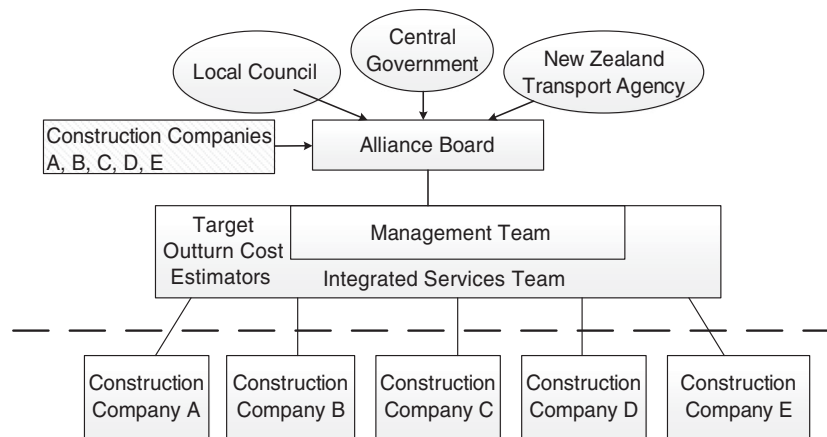 Local Council
Central
Government
New Zealand
Transport Agency
Construction Companies
A, B, C, D, E
Alliance Board
Target
Outturn Cost
Estimators
Management Team
Integrated Services Team
Construction
Company A
Construction
Company B
Construction
Company C
Construction
Company D
Construction
Company E